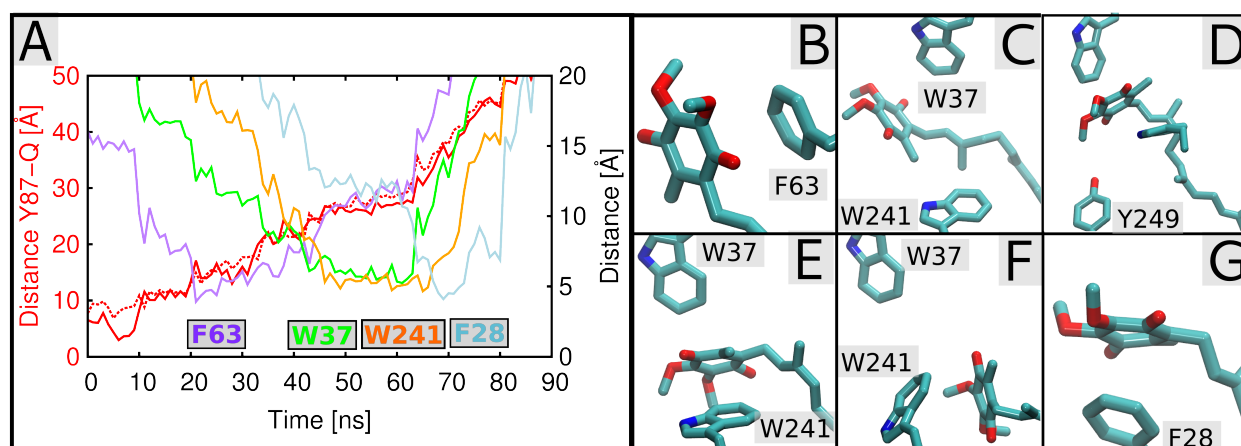 A
B
C
D
Distance Y87-Q [Å]
50
40
30
20
10
0
20
15
10
5
0
Distance [Å]
F63
W37
W241
F28
0
10
20
30
40
50
60
70
80
90
Time [ns]
F63
W37
W241
Y249
E
F
G
W37
W241
W37
W241
F28